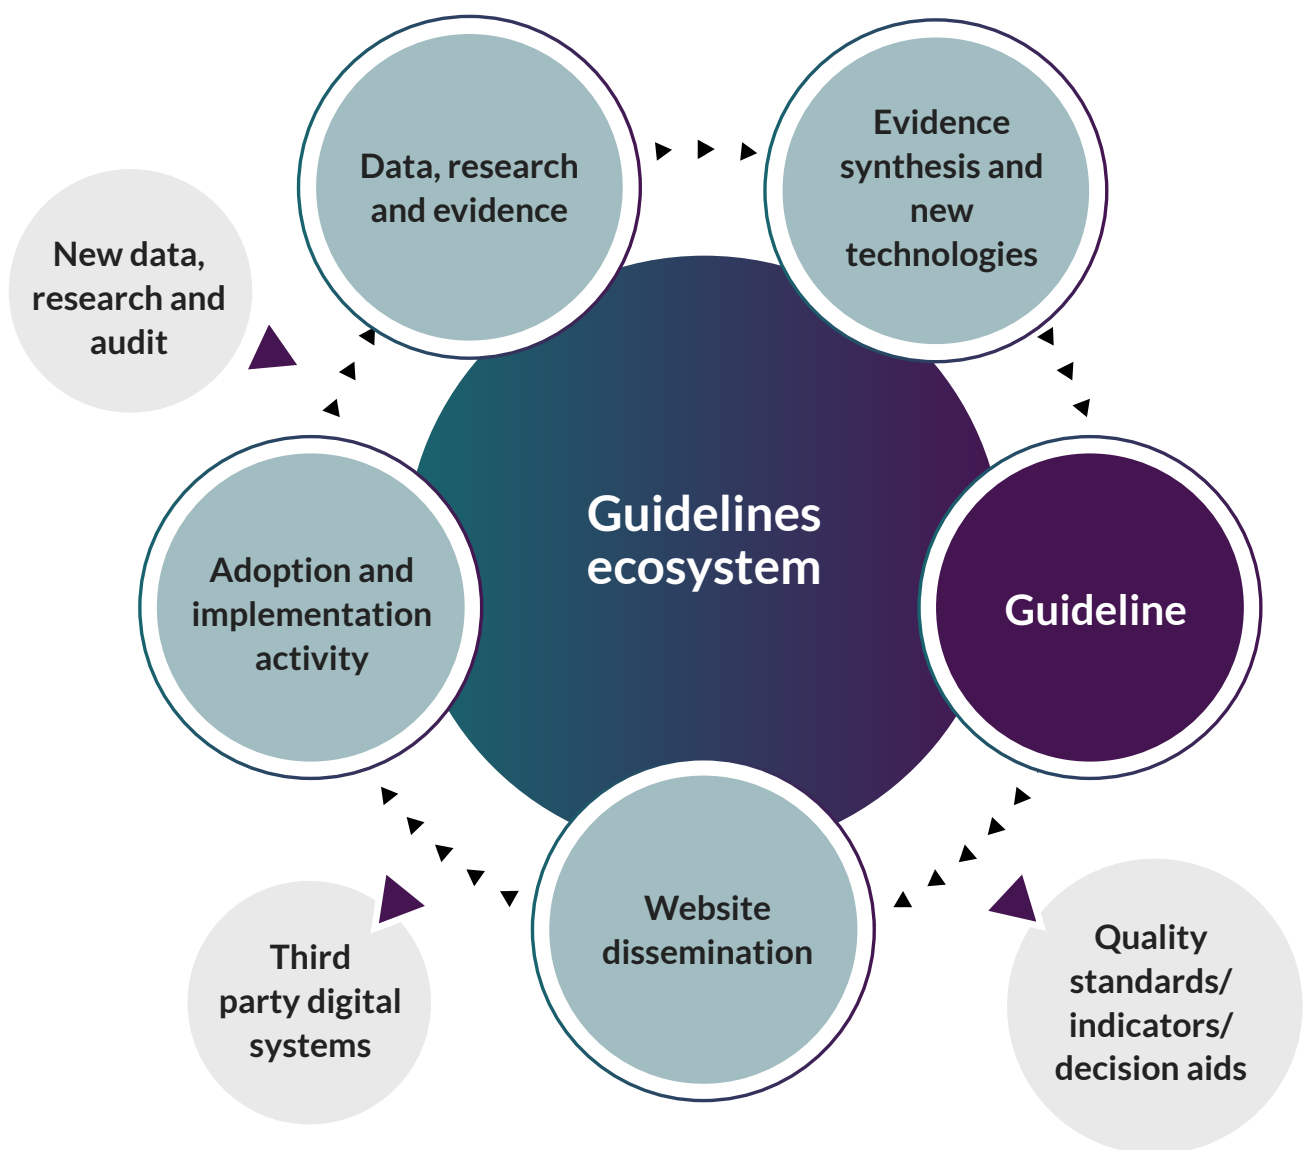 Data, research
and evidence
Evidence
synthesis and
new
technologies
New data,
research and
audit
Guidelines
ecosystem
Adoption and
implementation
activity
Guideline
Website
dissemination
Third
party digital
systems
Quality
standards/
indicators/
decision aids